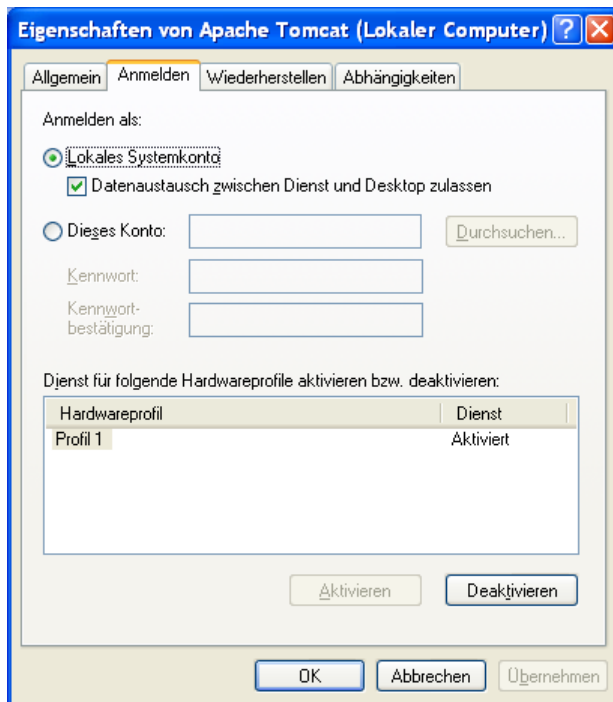 Eigenschaften von Apache Tomcat (Lokaler Computer) ?
Allgemein Anmelden Wiederherstellen Abhängigkeiten
Anmelden als:
Lokales Systemkonto
Datenaustausch zwischen Dienst und Desktop zulassen
Dieses Konto: Durchsuchen...
Kennwort:
Kennwort-
bestätigung:
Dienst für folgende Hardwareprofile aktivieren bzw. deaktivieren:
Hardwareprofil Dienst
Profil 1 Aktiviert
Aktivieren Deaktivieren
OK Abbrechen Übernehmen